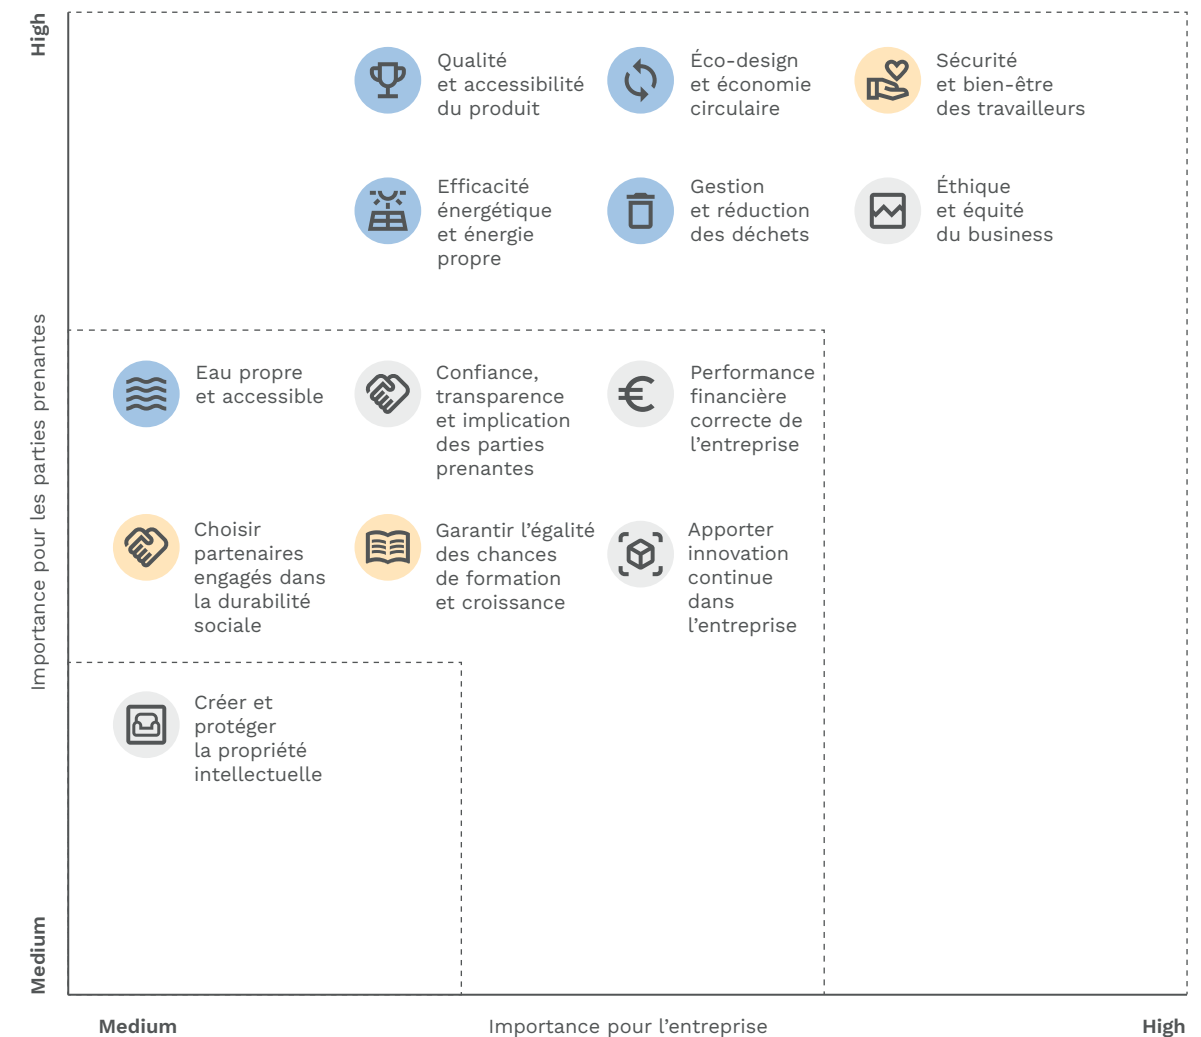 High
Qualité
et accessibilité
du produit
Éco-design
et économie
circulaire
Sécurité
et bien-être
des travailleurs
Efficacité
énergétique
et énergie
propre
Gestion
et réduction
des déchets
Éthique
et équité
du business
Importance pour les parties prenantes
Eau propre
et accessible
Confiance,
transparence
et implication
des parties
prenantes
Performance
financière
correcte de
l’entreprise
Choisir
partenaires
engagés dans
la durabilité
sociale
Garantir l’égalité
des chances
de formation
et croissance
Apporter
innovation
continue
dans
l’entreprise
Créer et
protéger
la propriété
intellectuelle
Medium
Medium
Importance pour l’entreprise
High